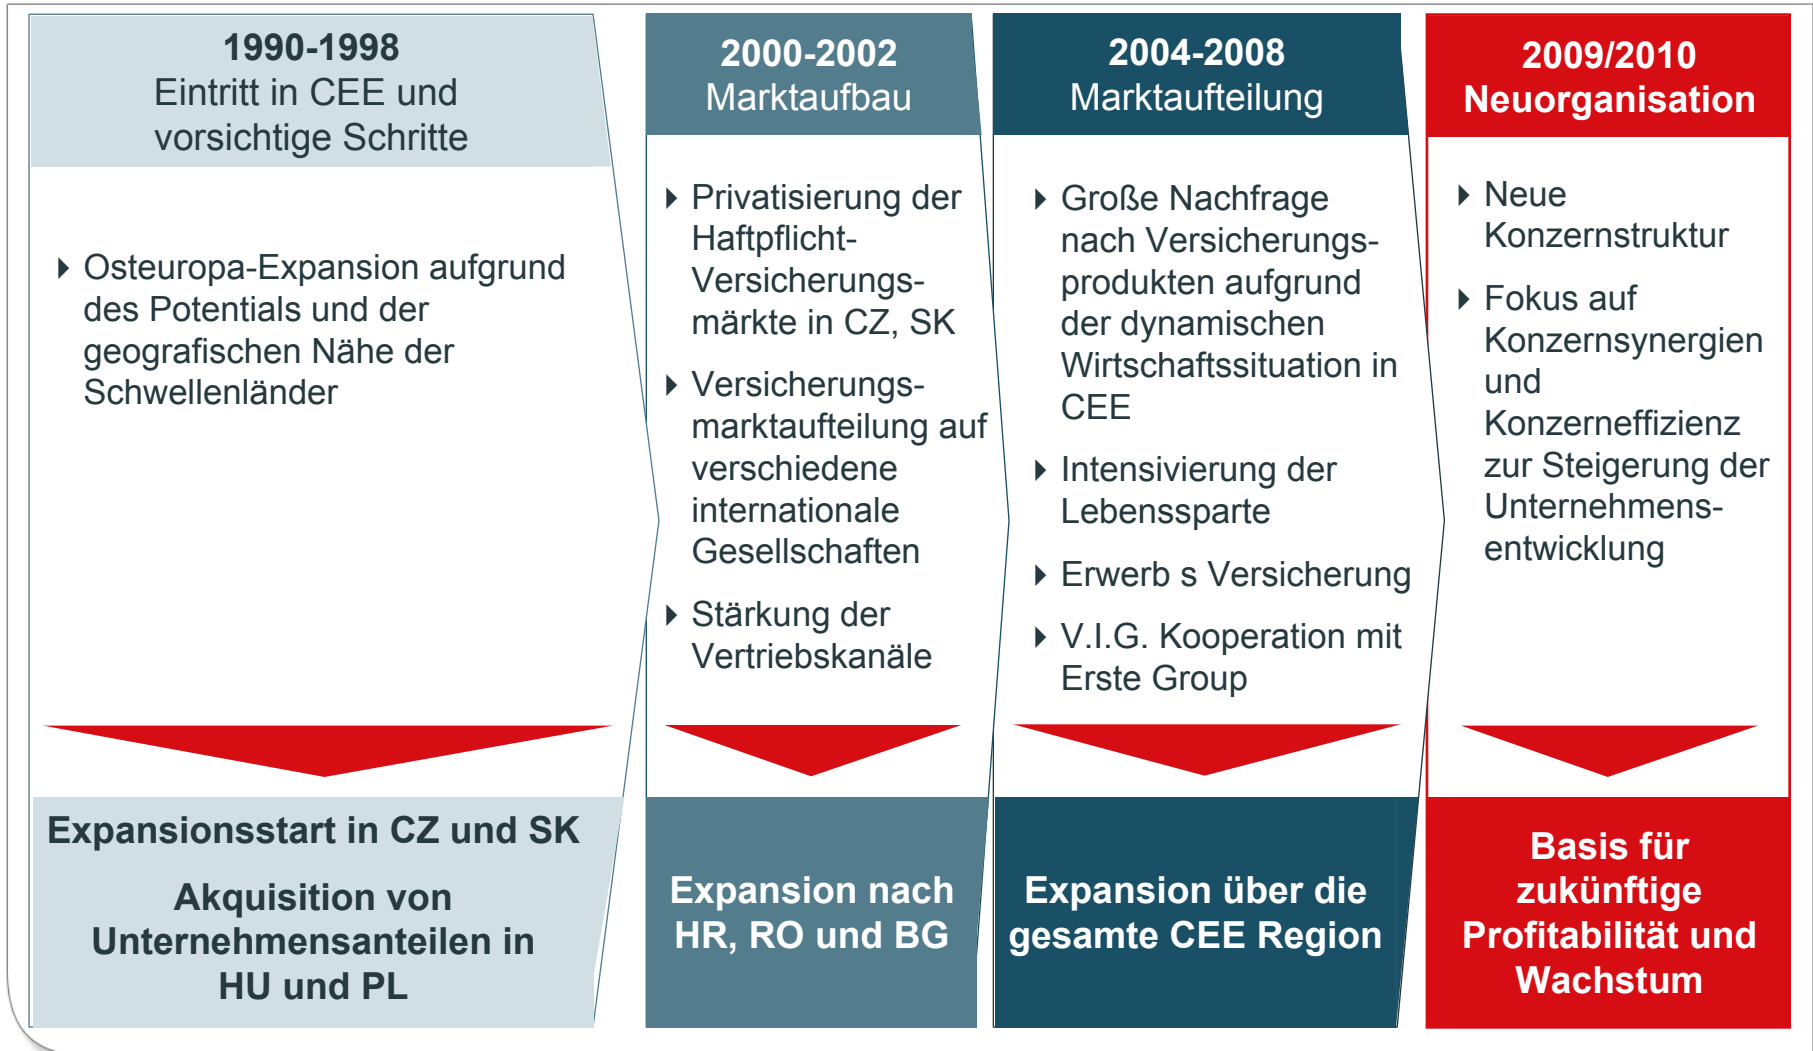 1990-1998
Eintritt in CEE und
vorsichtige Schritte
Osteuropa-Expansion aufgrund
des Potentials und der
geografischen Nähe der
Schwellenländer
Expansionsstart in CZ und SK
Akquisition von
Unternehmensanteilen in
HU und PL
2000-2002
Marktaufbau
Privatisierung der
Haftpflicht-
Versicherungs-
märkte in CZ, SK
Versicherungs-
marktaufteilung auf
verschiedene
internationale
Gesellschaften
Stärkung der
Vertriebskanäle
Expansion nach
HR, RO und BG
2004-2008
Marktaufteilung
Große Nachfrage
nach Versicherungs-
produkten aufgrund
der dynamischen
Wirtschaftssituation in
CEE
Intensivierung der
Lebenssparte
Erwerb s Versicherung
V.I.G. Kooperation mit
Erste Group
Expansion über die
gesamte CEE Region
2009/2010
Neuorganisation
Neue
Konzernstruktur
Fokus auf
Konzernsynergien
und
Konzerneffizienz
zur Steigerung der
Unternehmens-
entwicklung
Basis für
zukünftige
Profitabilität und
Wachstum